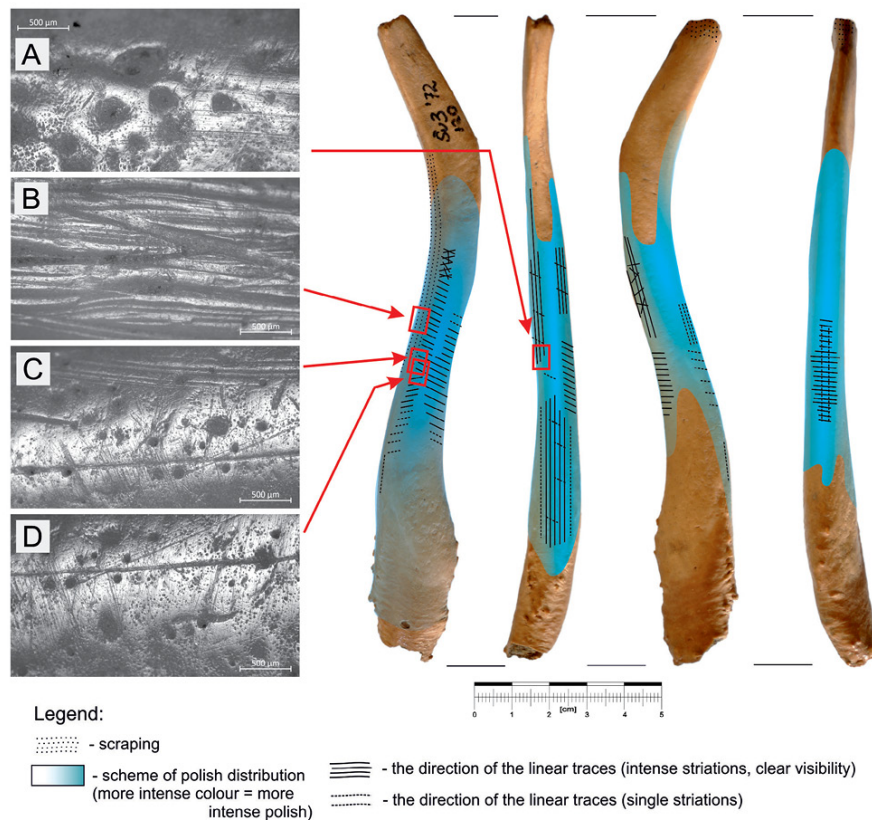 500 µm
A
B
500 µm
C
500 µm
D
500 µm
SV3 '72
120
0 1 2 3 4 5
[cm]
Legend:
- scraping
- scheme of polish distribution
(more intense colour = more
intense polish)
- the direction of the linear traces (intense striations, clear visibility)
- the direction of the linear traces (single striations)